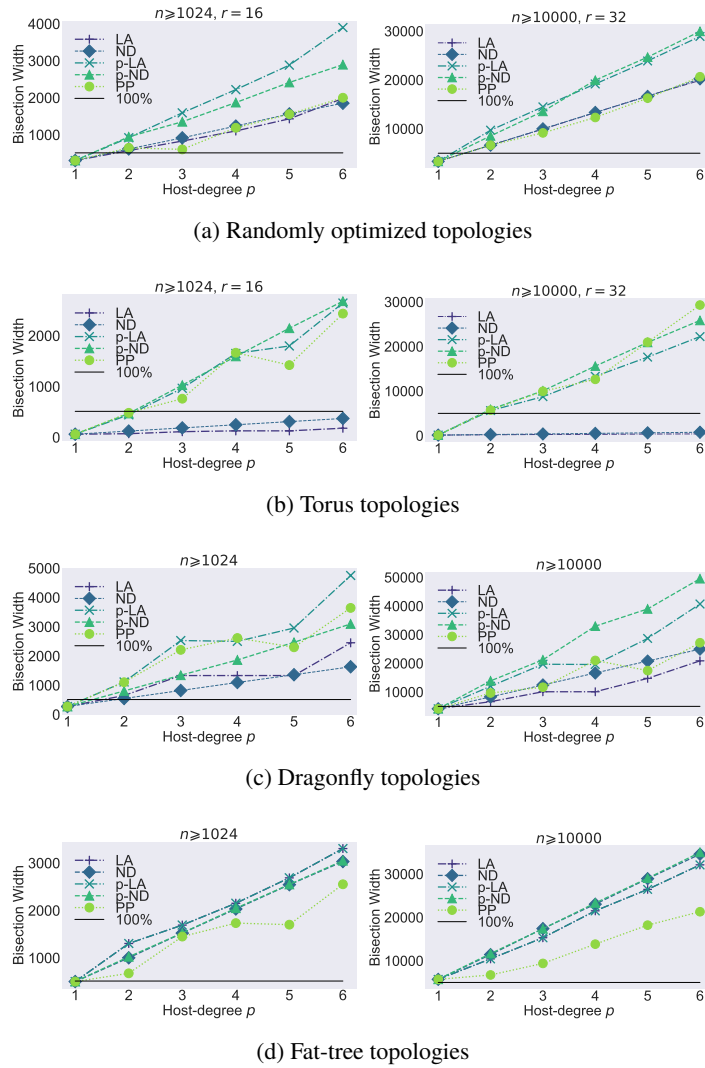 n⩾1024, r = 16
Bisection Width
4000
3000
2000
1000
LA
ND
p-LA
p-ND
PP
100%
1 2 3 4 5 6
Host-degree p
n⩾10000, r = 32
Bisection Width
30000
20000
10000
LA
ND
p-LA
p-ND
PP
100%
1 2 3 4 5 6
Host-degree p
(a) Randomly optimized topologies
n⩾1024, r = 16
Bisection Width
2000
1000
0
LA
ND
p-LA
p-ND
PP
100%
1 2 3 4 5 6
Host-degree p
n⩾10000, r = 32
Bisection Width
30000
20000
10000
0
LA
ND
p-LA
p-ND
PP
100%
1 2 3 4 5 6
Host-degree p
(b) Torus topologies
n⩾1024
Bisection Width
5000
4000
3000
2000
1000
0
LA
ND
p-LA
p-ND
PP
100%
1 2 3 4 5 6
Host-degree p
n⩾10000
Bisection Width
50000
40000
30000
20000
10000
LA
ND
p-LA
p-ND
PP
100%
1 2 3 4 5 6
Host-degree p
(c) Dragonfly topologies
n⩾1024
Bisection Width
3000
2000
1000
LA
ND
p-LA
p-ND
PP
100%
1 2 3 4 5 6
Host-degree p
n⩾10000
Bisection Width
30000
20000
10000
LA
ND
p-LA
p-ND
PP
100%
1 2 3 4 5 6
Host-degree p
(d) Fat-tree topologies